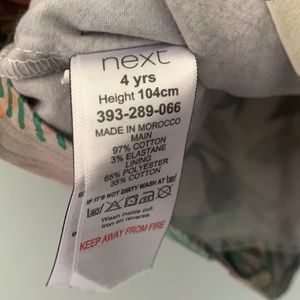 next
4 yrs
Height 104cm
393-289-066
MADE IN MOROCCO
MAIN
97% COTTON
3% ELASTANE
LINING
65% POLYESTER
35% COTTON
IF IT'S NOT DIRTY WASH AT 30°
Wash inside out.
Iron on reverse.
KEEP AWAY FROM FIRE